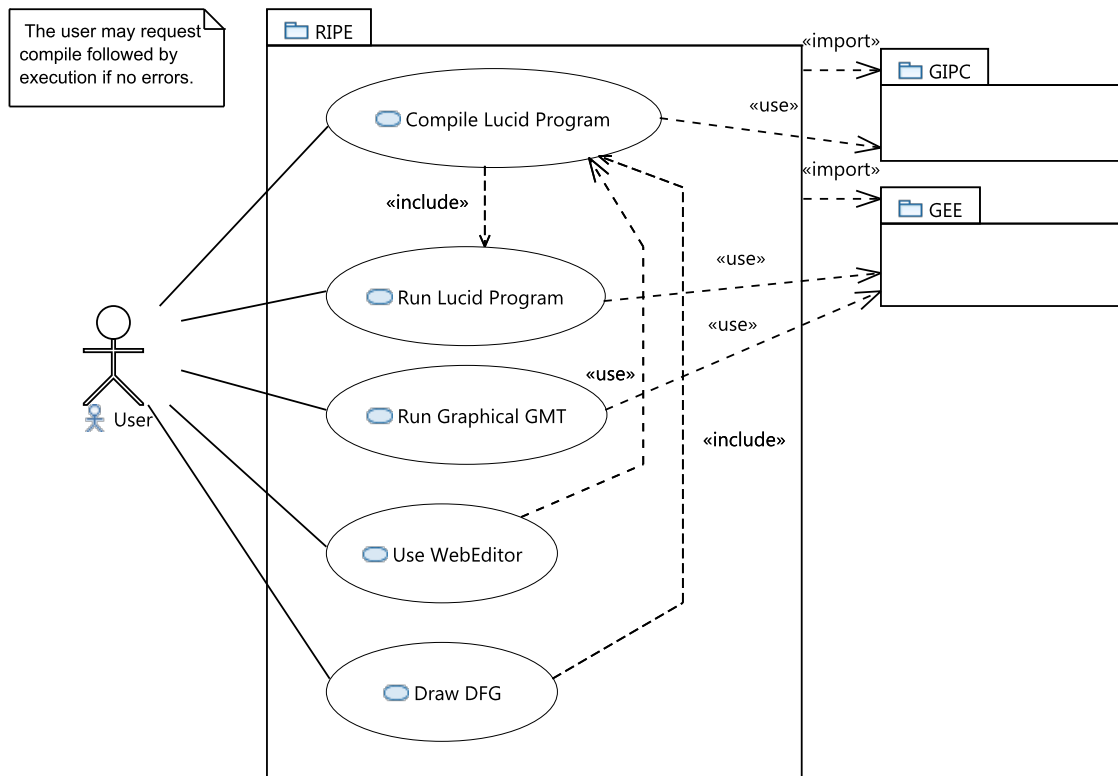 The user may request
compile followed by
execution if no errors.
RIPE
«import»
GIPC
Compile Lucid Program
«use»
«import»
«include»
GEE
«use»
Run Lucid Program
«use»
«use»
Run Graphical GMT
User
«include»
Use WebEditor
Draw DFG